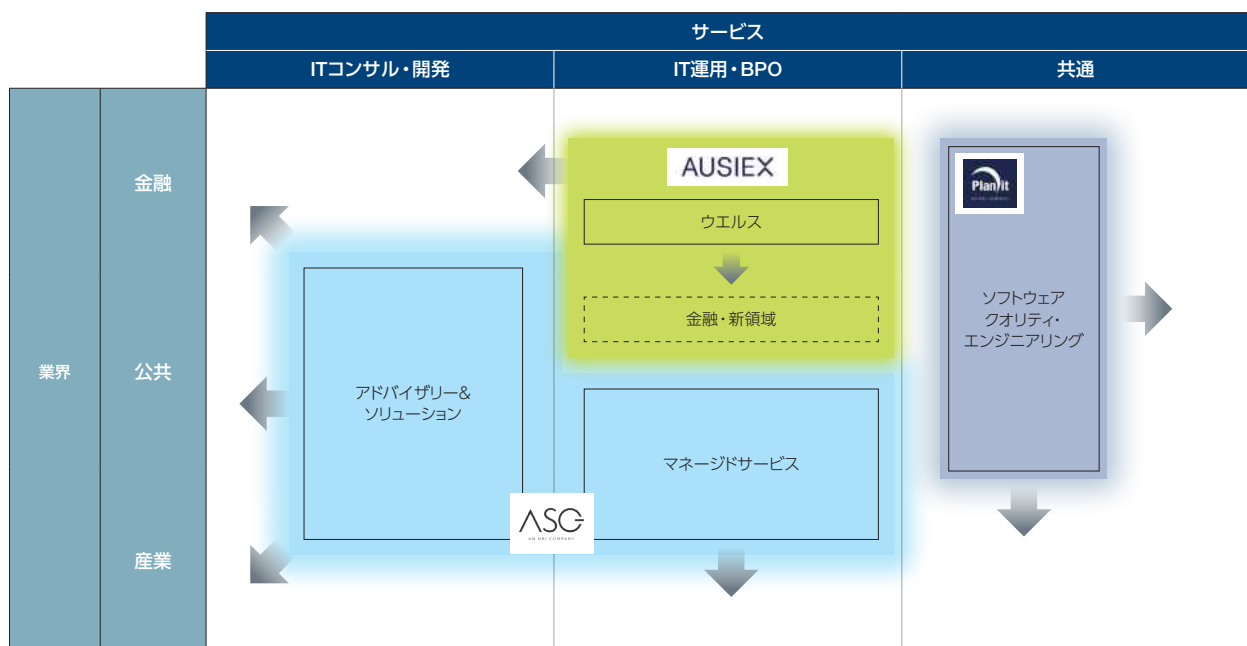 サービス
ITコンサル・開発
IT運用・BPO
共通
業界
金融
公共
産業
AUSIEX
ウエルス
金融・新領域
アドバイザリー&
ソリューション
マネージドサービス
ASG
AN NRI COMPANY
Planit
ソフトウェア
クオリティ・
エンジニアリング